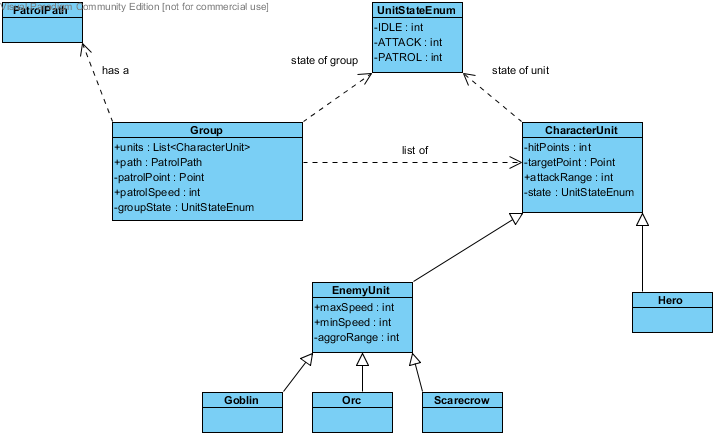 Visual Paradigm Community Edition [not for commercial use]
PatrolPath
UnitStateEnum
-IDLE : int
-ATTACK : int
-PATROL : int
has a
state of group
state of unit
Group
+units : List<CharacterUnit>
+path : PatrolPath
-patrolPoint : Point
+patrolSpeed : int
-groupState : UnitStateEnum
list of
CharacterUnit
-hitPoints : int
-targetPoint : Point
+attackRange : int
-state : UnitStateEnum
EnemyUnit
+maxSpeed : int
+minSpeed : int
-aggroRange : int
Hero
Goblin
Orc
Scarecrow